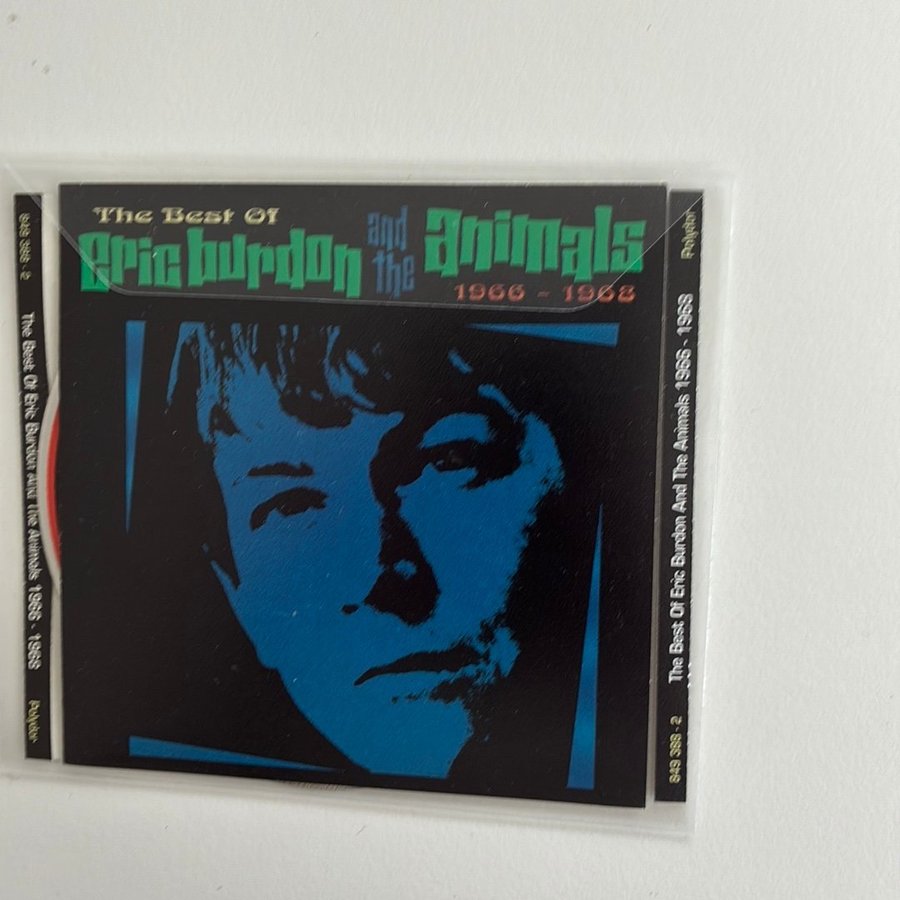 The Best Of
eric burdon and the animals
1966 - 1968
849 388 - 2 The Best Of Eric Burdon And The Animals 1966 - 1968 Polydor
849 388 - 2 The Best Of Eric Burdon And The Animals 1966 - 1968 Polydor